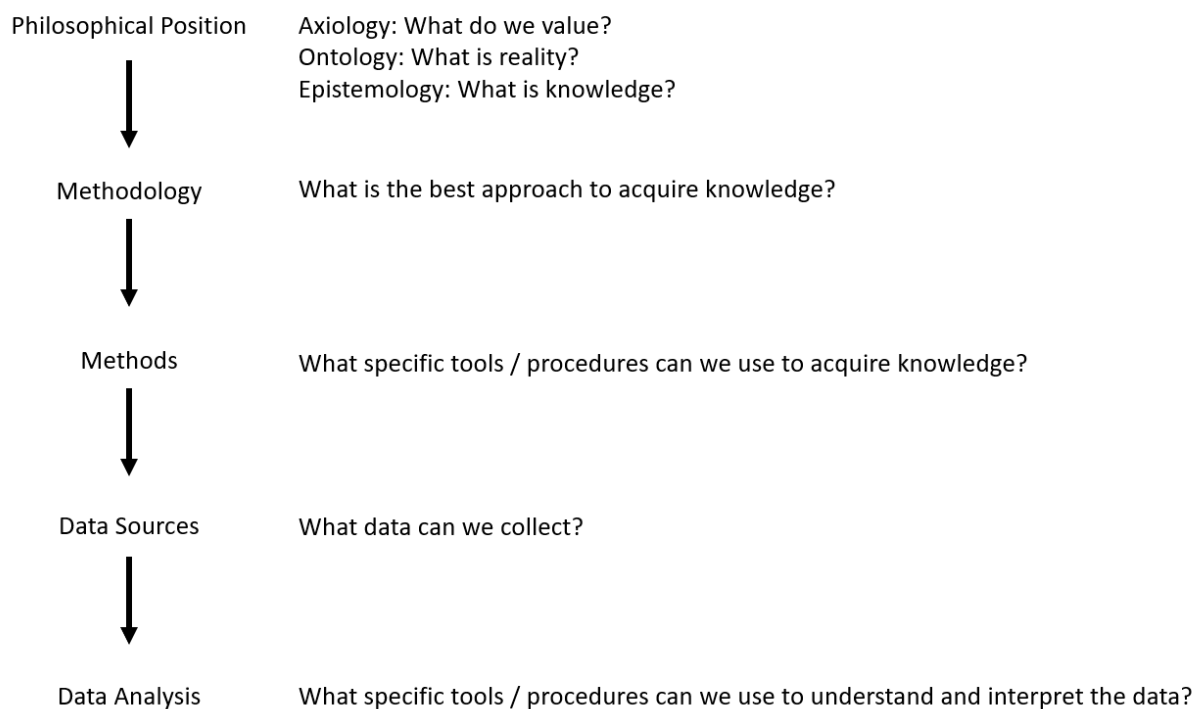 Philosophical Position
Axiology: What do we value?
Ontology: What is reality?
Epistemology: What is knowledge?
Methodology
What is the best approach to acquire knowledge?
Methods
What specific tools / procedures can we use to acquire knowledge?
Data Sources
What data can we collect?
Data Analysis
What specific tools / procedures can we use to understand and interpret the data?